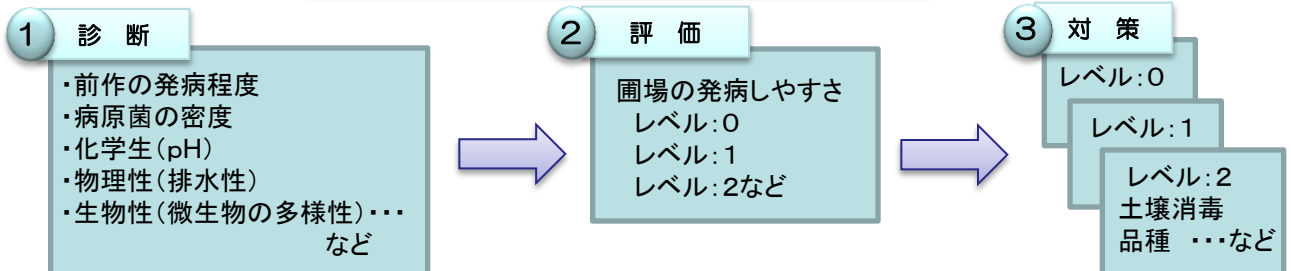 1 診 断
・前作の発病程度
・病原菌の密度
・化学生(pH)
・物理性(排水性)
・生物性(微生物の多様性)･･･
など
2 評 価
圃場の発病しやすさ
レベル:0
レベル:1
レベル:2など
3 対 策
レベル:0
レベル:1
レベル:2
土壌消毒
品種 ･･･など